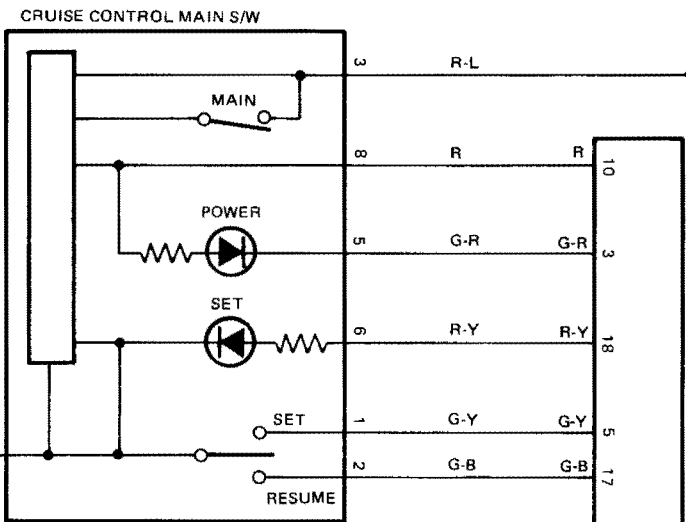 CRUISE CONTROL MAIN S/W
3 R-L
MAIN
8 R R 10
POWER
5 G-R G-R 3
SET
6 R-Y R-Y 18
SET
1 G-Y G-Y 5
2 G-B G-B 17
RESUME